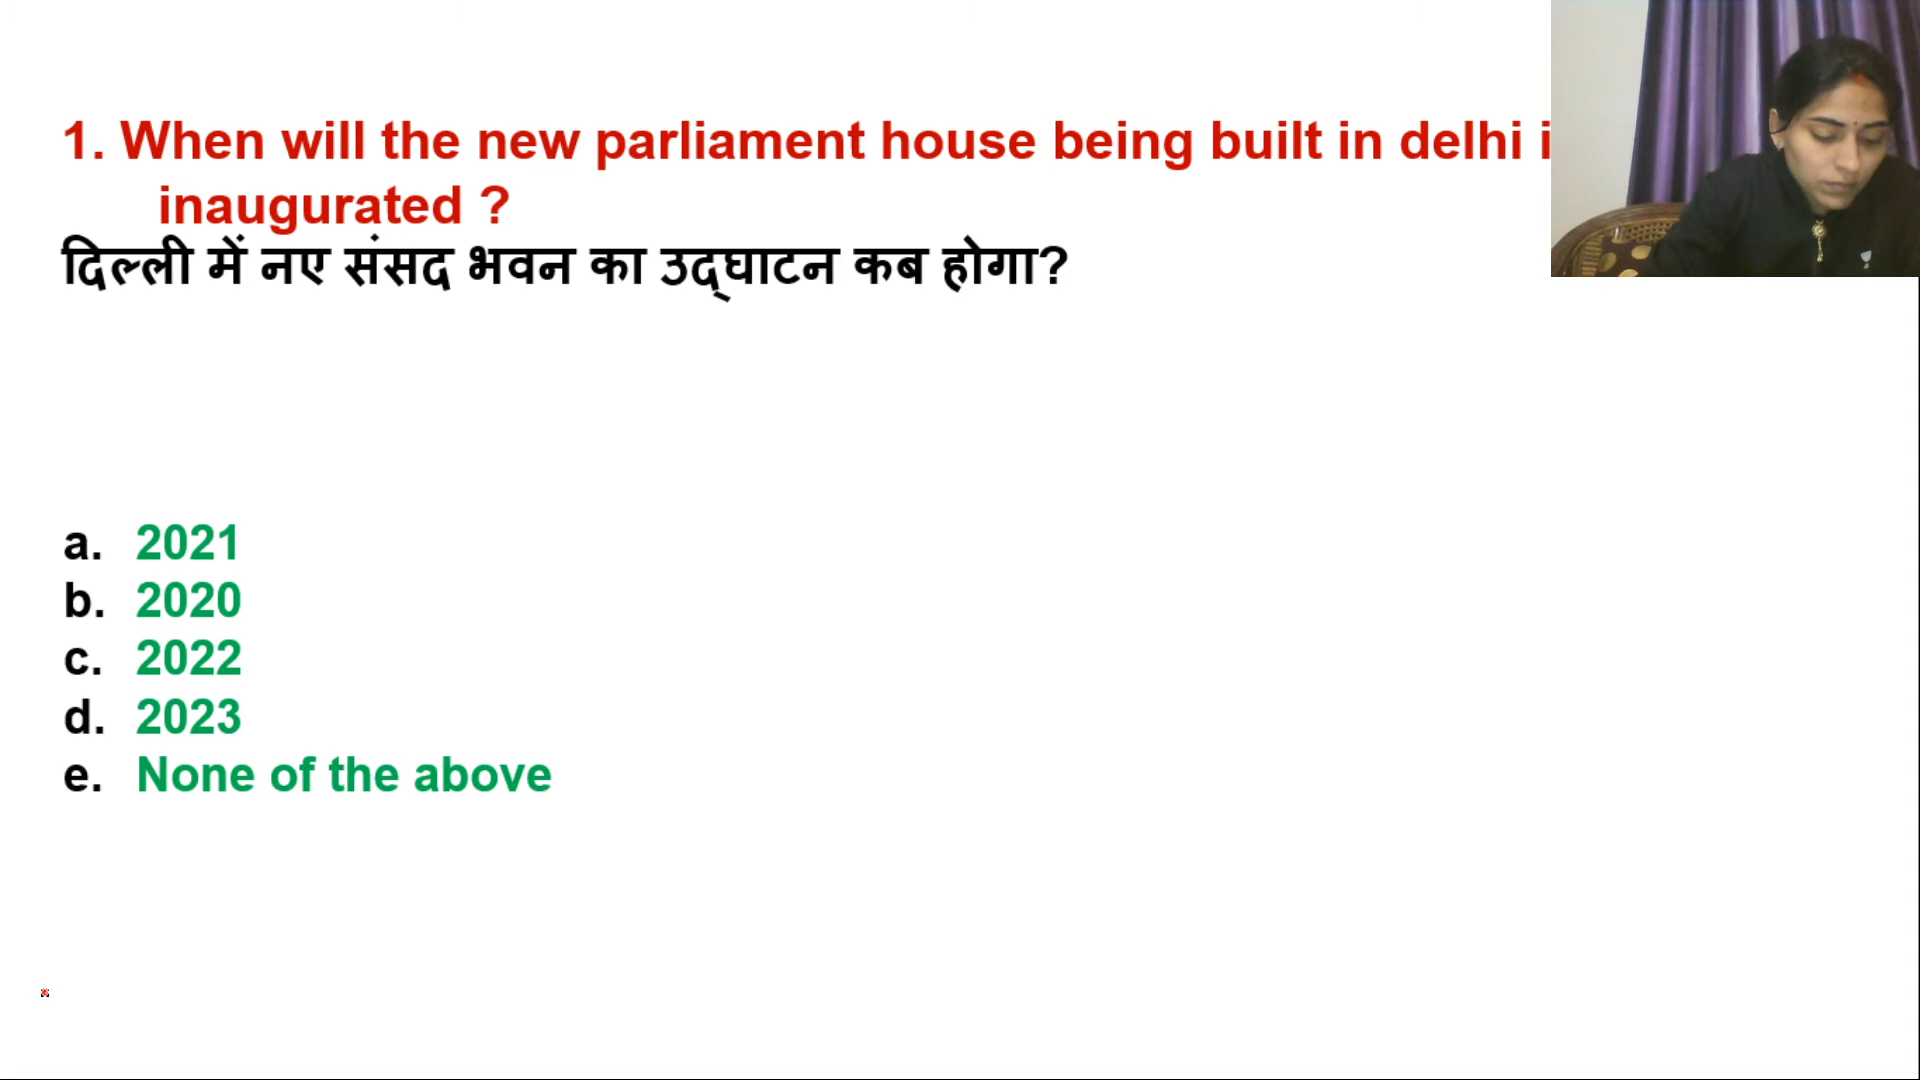 1. When will the new parliament house being built in delhi
inaugurated ?
दिल्ली में नए संसद भवन का उद्घाटन कब होगा?
a. 2021
b. 2020
c. 2022
d. 2023
e. None of the above